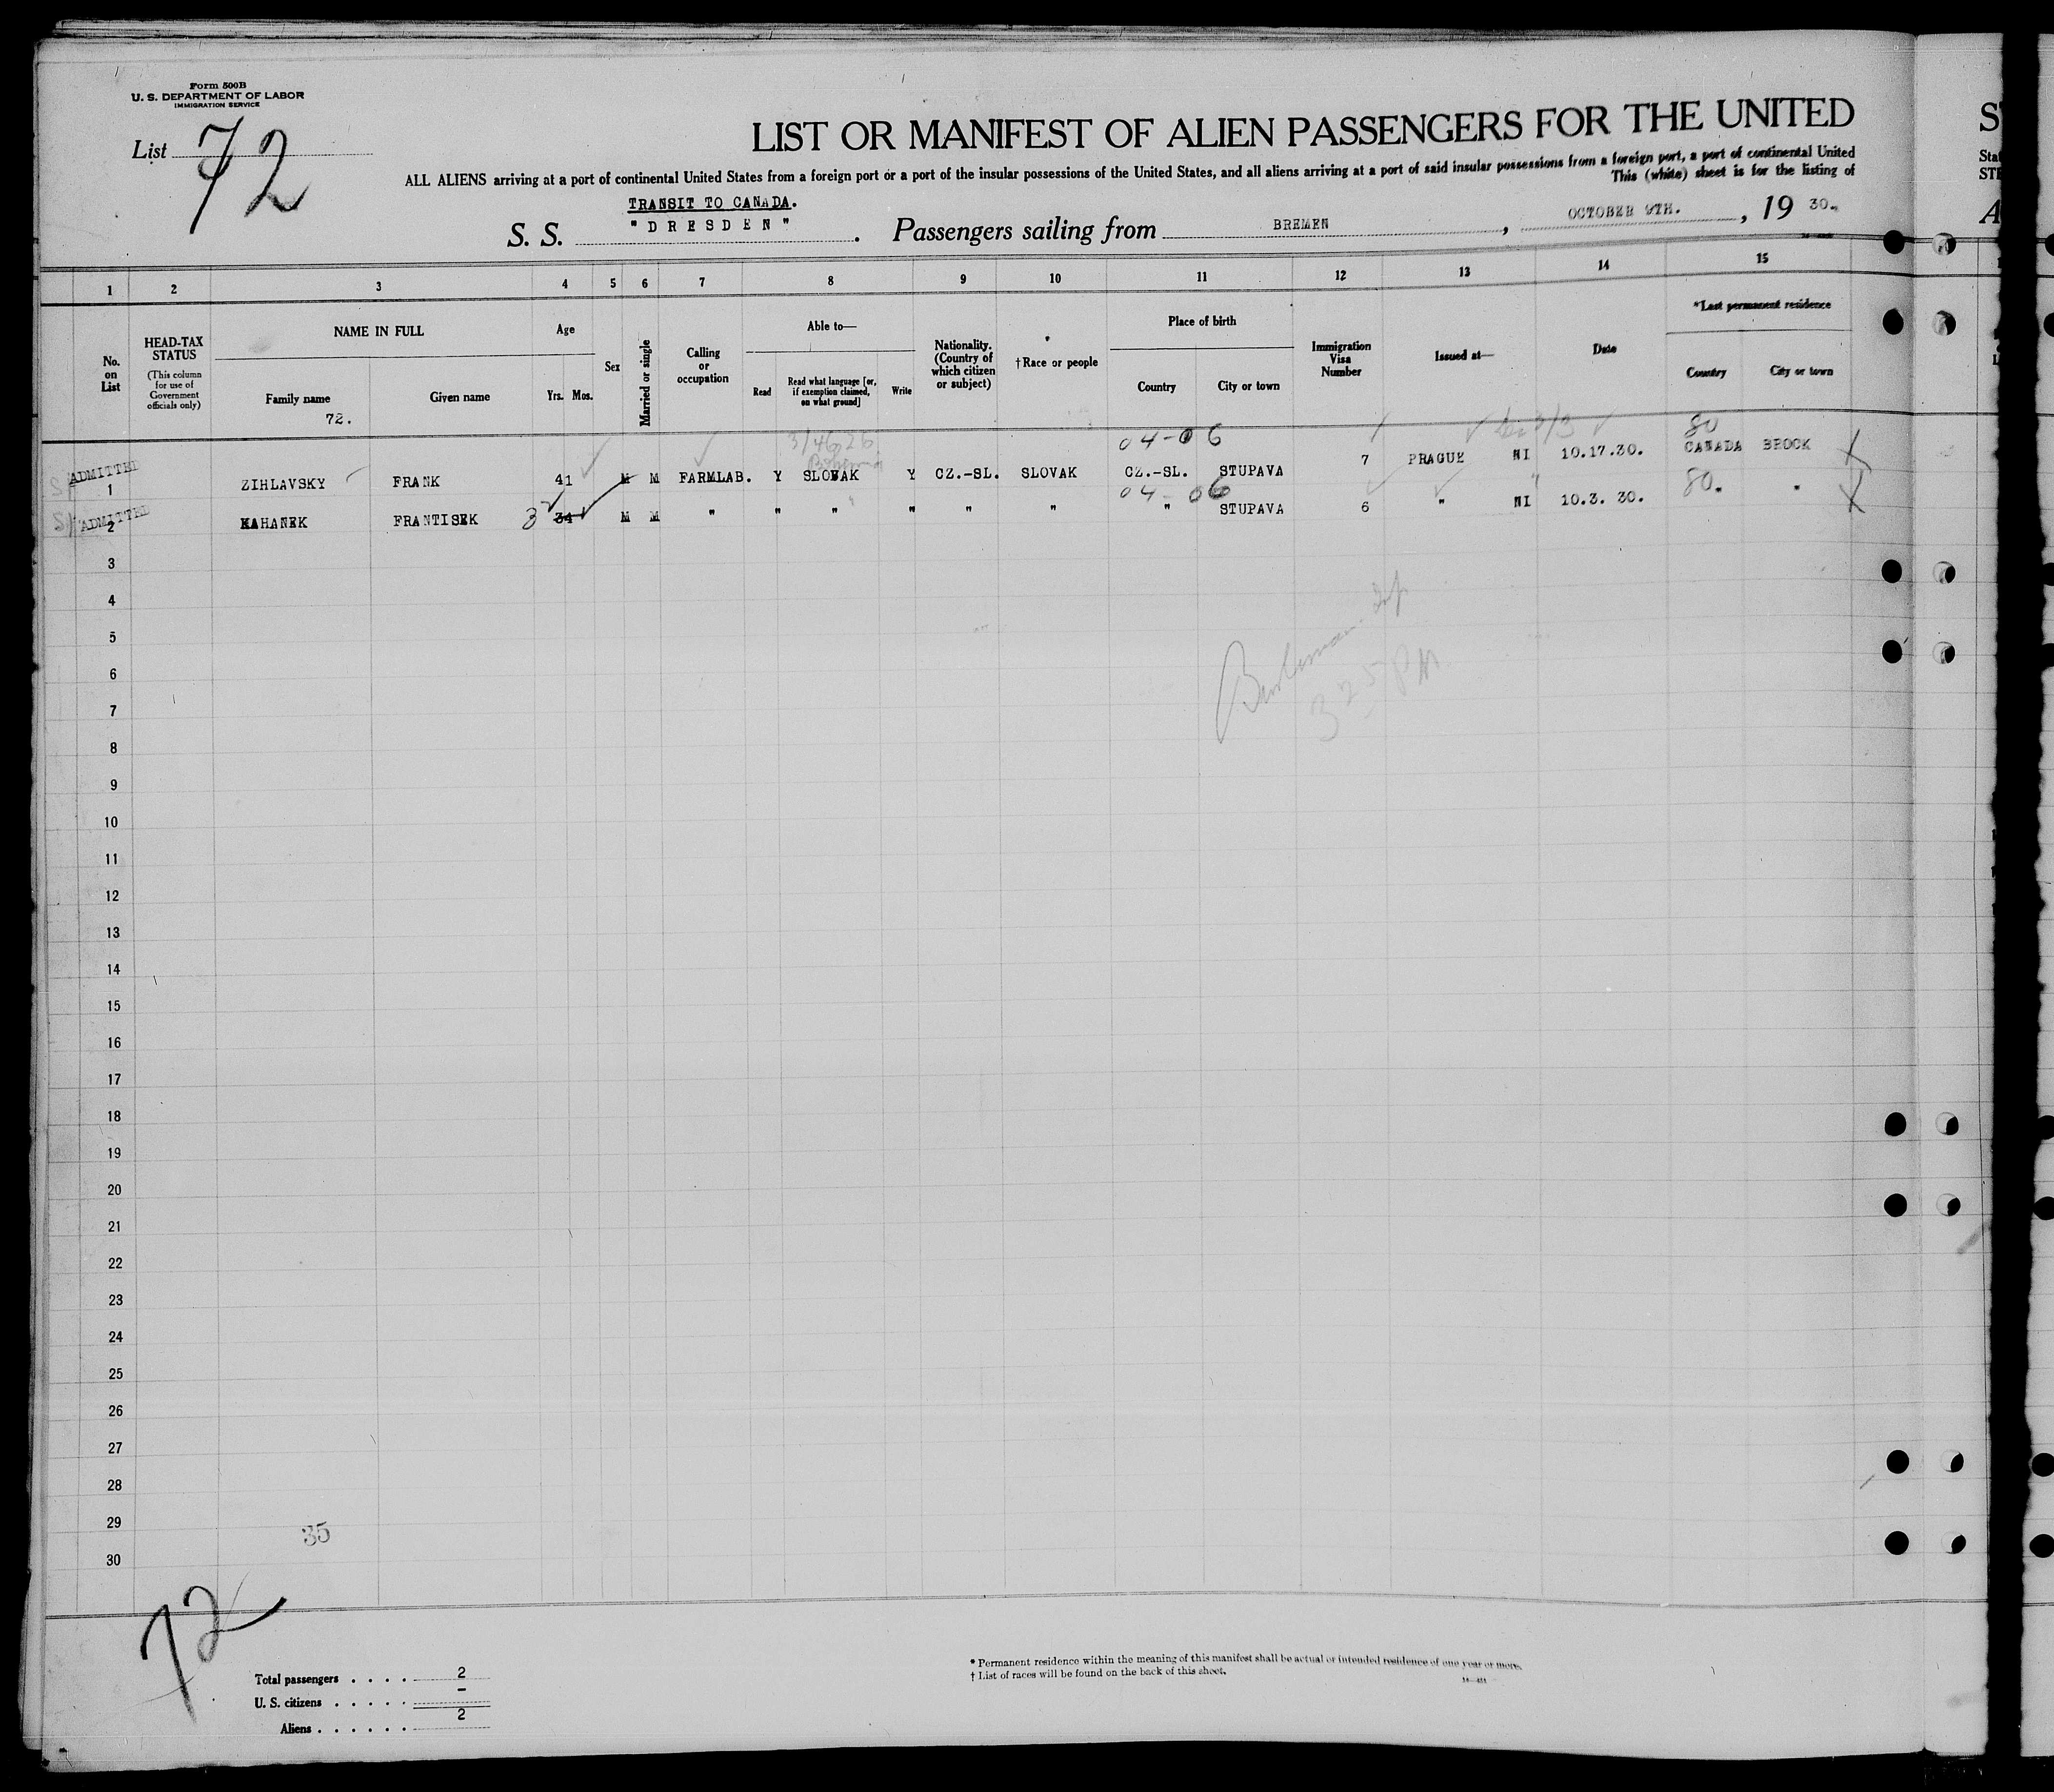 Form 500B
U. S. DEPARTMENT OF LABOR
IMMIGRATION SERVICE
List 72
LIST OR MANIFEST OF ALIEN PASSENGERS FOR THE UNITED
ALL ALIENS arriving at a port of continental United States from a foreign port or a port of the insular possessions of the United States, and all aliens arriving at a port of said insular possessions from a foreign port, a port of continental United
This (white) sheet is for the listing of
TRANSIT TO CANADA.
S. S. "DRESDEN" . Passengers sailing from BREMEN , OCTOBER 9TH. , 19 30.
1 2 3 4 5 6 7 8 9 10 11 12 13 14 15
No. on List
HEAD-TAX STATUS
(This column for use of Government officials only)
NAME IN FULL
Family name
Given name
72.
Age
Yrs. Mos.
Sex
Married or single
Calling or occupation
Able to—
Read
Read what language [or, if exemption claimed, on what ground]
Write
Nationality. (Country of which citizen or subject)
†Race or people
Place of birth
Country
City or town
Immigration Visa Number
Issued at—
Date
*Last permanent residence
Country
City or town
04-06
80
ADMITTED
1 ZIHLAVSKY FRANK 41 M M FARMLAB. Y SLOVAK Y CZ.-SL. SLOVAK CZ.-SL. STUPAVA 7 PRAGUE NI 10.17.30. CANADA BROCK
04-06
80.
ADMITTED
2 KAHANEK FRANTISEK 3 34 M M " " " " " " " STUPAVA 6 " NI 10.3. 30. "
3
4
5
6
7
8
9
10
11
12
13
14
15
16
17
18
19
20
21
22
23
24
25
26
27
28
29
30
3 25 PM
35
72
Total passengers . . . . 2
U. S. citizens . . . . . –
Aliens . . . . . . 2
* Permanent residence within the meaning of this manifest shall be actual or intended residence of one year or more.
† List of races will be found on the back of this sheet.